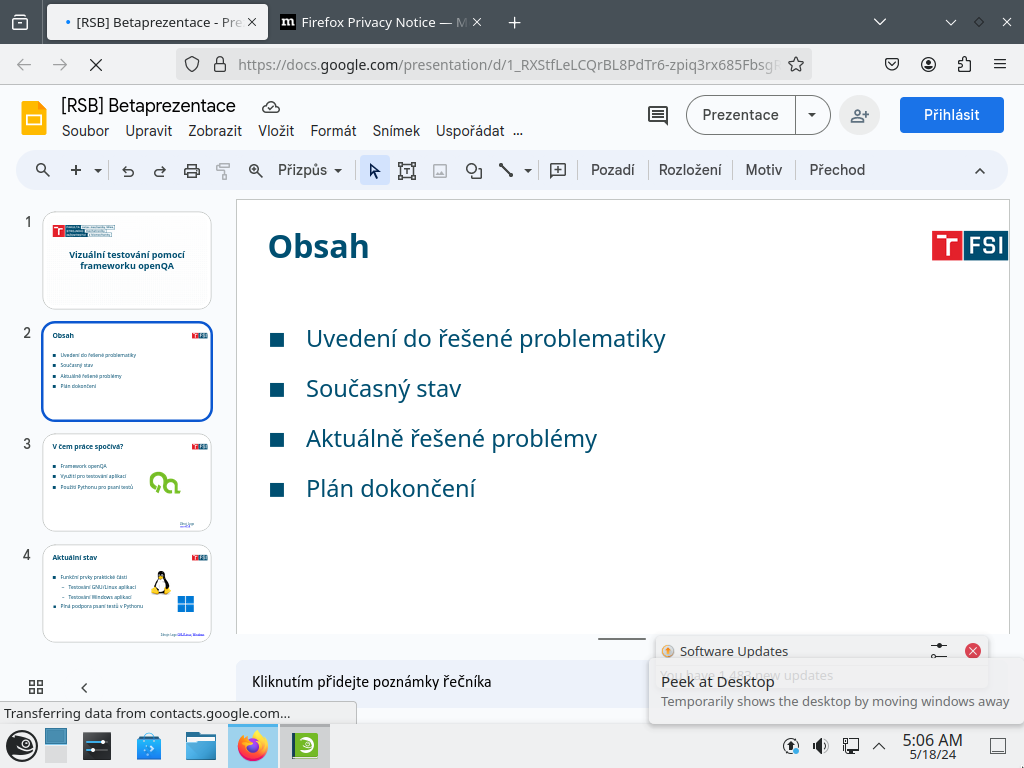 [RSB] Betaprezentace - Pre
Firefox Privacy Notice — M
https://docs.google.com/presentation/d/1_RXStfLeLCQrBL8PdTr6-zpiq3rx685FbsgF
[RSB] Betaprezentace
Soubor Upravit Zobrazit Vložit Formát Snímek Uspořádat ...
Prezentace
Přihlásit
Přizpůs
Pozadí Rozložení Motiv Přechod
1
Vizuální testování pomocí
frameworku openQA
2
Obsah
Uvedení do řešené problematiky
Současný stav
Aktuálně řešené problémy
Plán dokončení
3
V čem práce spočívá?
Framework openQA
Využití pro testování aplikací
Použití Pythonu pro psaní testů
4
Aktuální stav
Funkční prvky praktické části
– Testování GNU/Linux aplikací
– Testování Windows aplikací
Plná podpora psaní testů v Pythonu
Obsah
T FSI
Uvedení do řešené problematiky
Současný stav
Aktuálně řešené problémy
Plán dokončení
Kliknutím přidejte poznámky řečníka
Software Updates
You have 1,483 new updates
Peek at Desktop
Temporarily shows the desktop by moving windows away
Transferring data from contacts.google.com...
5:06 AM
5/18/24